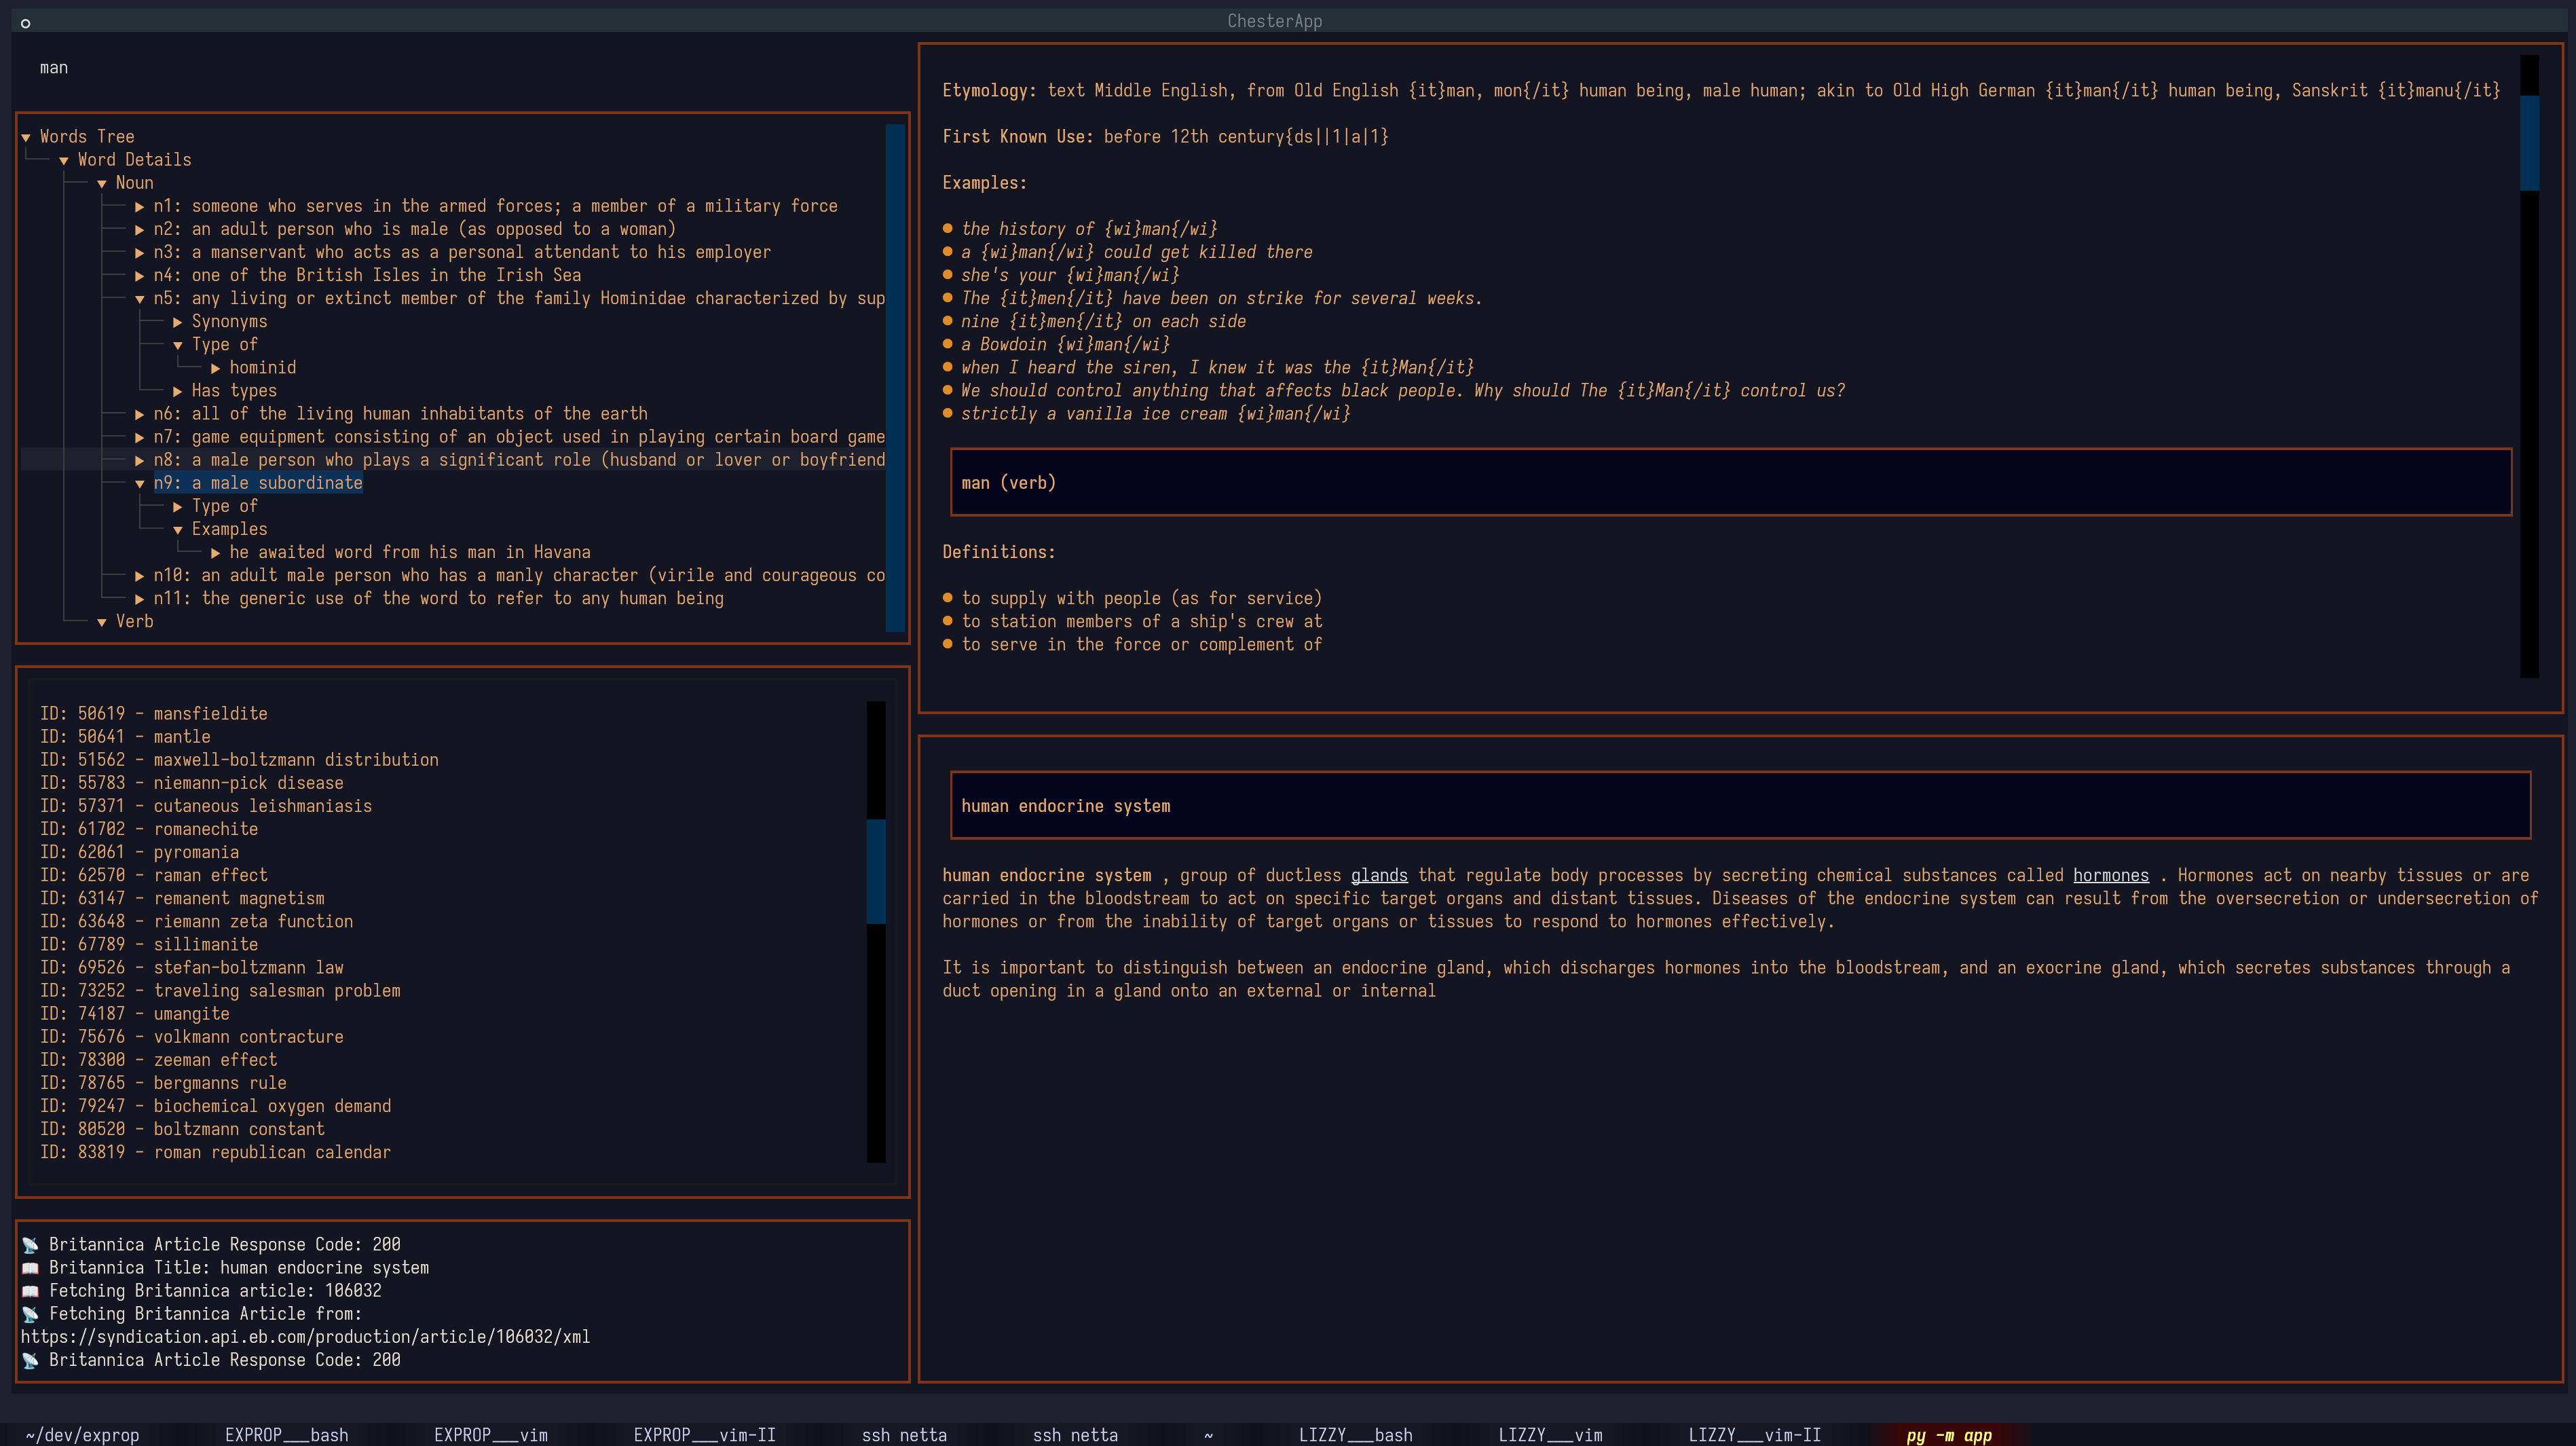 ChesterApp
man
▼ Words Tree
▼ Word Details
▼ Noun
▶ n1: someone who serves in the armed forces; a member of a military force
▶ n2: an adult person who is male (as opposed to a woman)
▶ n3: a manservant who acts as a personal attendant to his employer
▶ n4: one of the British Isles in the Irish Sea
▼ n5: any living or extinct member of the family Hominidae characterized by sup
▶ Synonyms
▼ Type of
▶ hominid
▶ Has types
▶ n6: all of the living human inhabitants of the earth
▶ n7: game equipment consisting of an object used in playing certain board game
▶ n8: a male person who plays a significant role (husband or lover or boyfriend
▼ n9: a male subordinate
▶ Type of
▼ Examples
▶ he awaited word from his man in Havana
▶ n10: an adult male person who has a manly character (virile and courageous co
▶ n11: the generic use of the word to refer to any human being
▼ Verb
ID: 50619 - mansfieldite
ID: 50641 - mantle
ID: 51562 - maxwell-boltzmann distribution
ID: 55783 - niemann-pick disease
ID: 57371 - cutaneous leishmaniasis
ID: 61702 - romanechite
ID: 62061 - pyromania
ID: 62570 - raman effect
ID: 63147 - remanent magnetism
ID: 63648 - riemann zeta function
ID: 67789 - sillimanite
ID: 69526 - stefan-boltzmann law
ID: 73252 - traveling salesman problem
ID: 74187 - umangite
ID: 75676 - volkmann contracture
ID: 78300 - zeeman effect
ID: 78765 - bergmanns rule
ID: 79247 - biochemical oxygen demand
ID: 80520 - boltzmann constant
ID: 83819 - roman republican calendar
📡 Britannica Article Response Code: 200
📖 Britannica Title: human endocrine system
📖 Fetching Britannica article: 106032
📡 Fetching Britannica Article from:
https://syndication.api.eb.com/production/article/106032/xml
📡 Britannica Article Response Code: 200
Etymology: text Middle English, from Old English {it}man, mon{/it} human being, male human; akin to Old High German {it}man{/it} human being, Sanskrit {it}manu{/it}
First Known Use: before 12th century{ds||1|a|1}
Examples:
● the history of {wi}man{/wi}
● a {wi}man{/wi} could get killed there
● she's your {wi}man{/wi}
● The {it}men{/it} have been on strike for several weeks.
● nine {it}men{/it} on each side
● a Bowdoin {wi}man{/wi}
● when I heard the siren, I knew it was the {it}Man{/it}
● We should control anything that affects black people. Why should The {it}Man{/it} control us?
● strictly a vanilla ice cream {wi}man{/wi}
man (verb)
Definitions:
● to supply with people (as for service)
● to station members of a ship's crew at
● to serve in the force or complement of
human endocrine system
human endocrine system , group of ductless glands that regulate body processes by secreting chemical substances called hormones . Hormones act on nearby tissues or are
carried in the bloodstream to act on specific target organs and distant tissues. Diseases of the endocrine system can result from the oversecretion or undersecretion of
hormones or from the inability of target organs or tissues to respond to hormones effectively.
It is important to distinguish between an endocrine gland, which discharges hormones into the bloodstream, and an exocrine gland, which secretes substances through a
duct opening in a gland onto an external or internal
~/dev/exprop EXPROP___bash EXPROP___vim EXPROP___vim-II ssh netta ssh netta ~ LIZZY___bash LIZZY___vim LIZZY___vim-II py -m app